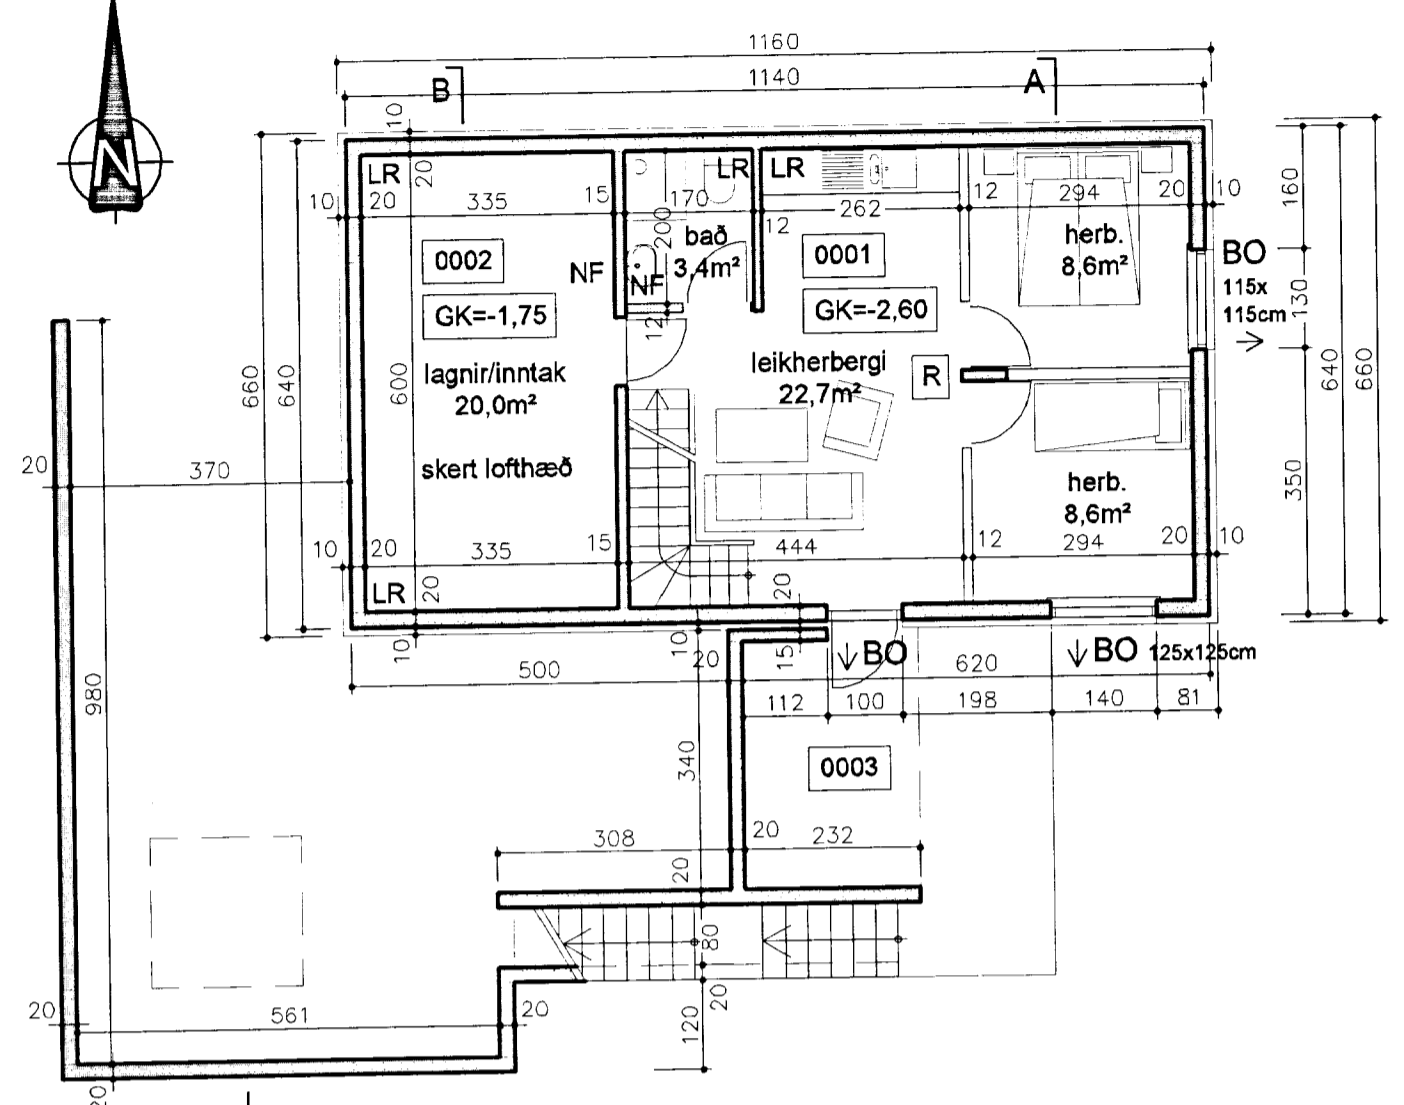 1160
B
1140
A
10
N
LR
20
LR
LR
10
20
335
15
170
12
262
12
294
20
10
160
200
bað
3,4m²
0002
NF
NF
0001
herb.
8,6m²
BO
115x
115cm
130
GK=-1,75
GK=-2,60
12
660
640
600
lagnir/inntak
20,0m²
leikherbergi
22,7m²
R
640
660
skert lofthæð
20
370
350
herb.
8,6m²
10
20
335
15
444
12
294
20
10
LR
20
20
10
10
20
15
BO
BO
125x125cm
500
620
980
112
100
198
140
81
340
0003
308
20
232
20
80
20
561
20
20
120
20